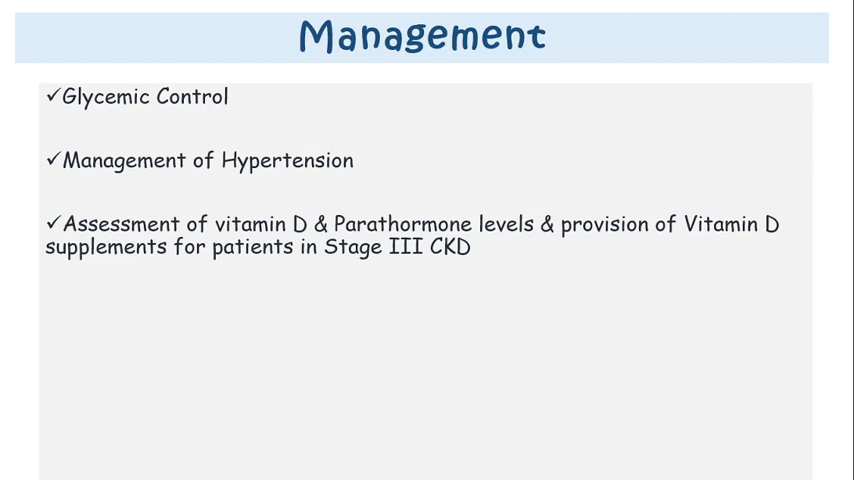 Management
✓Glycemic Control
✓Management of Hypertension
✓Assessment of vitamin D & Parathormone levels & provision of Vitamin D
supplements for patients in Stage III CKD